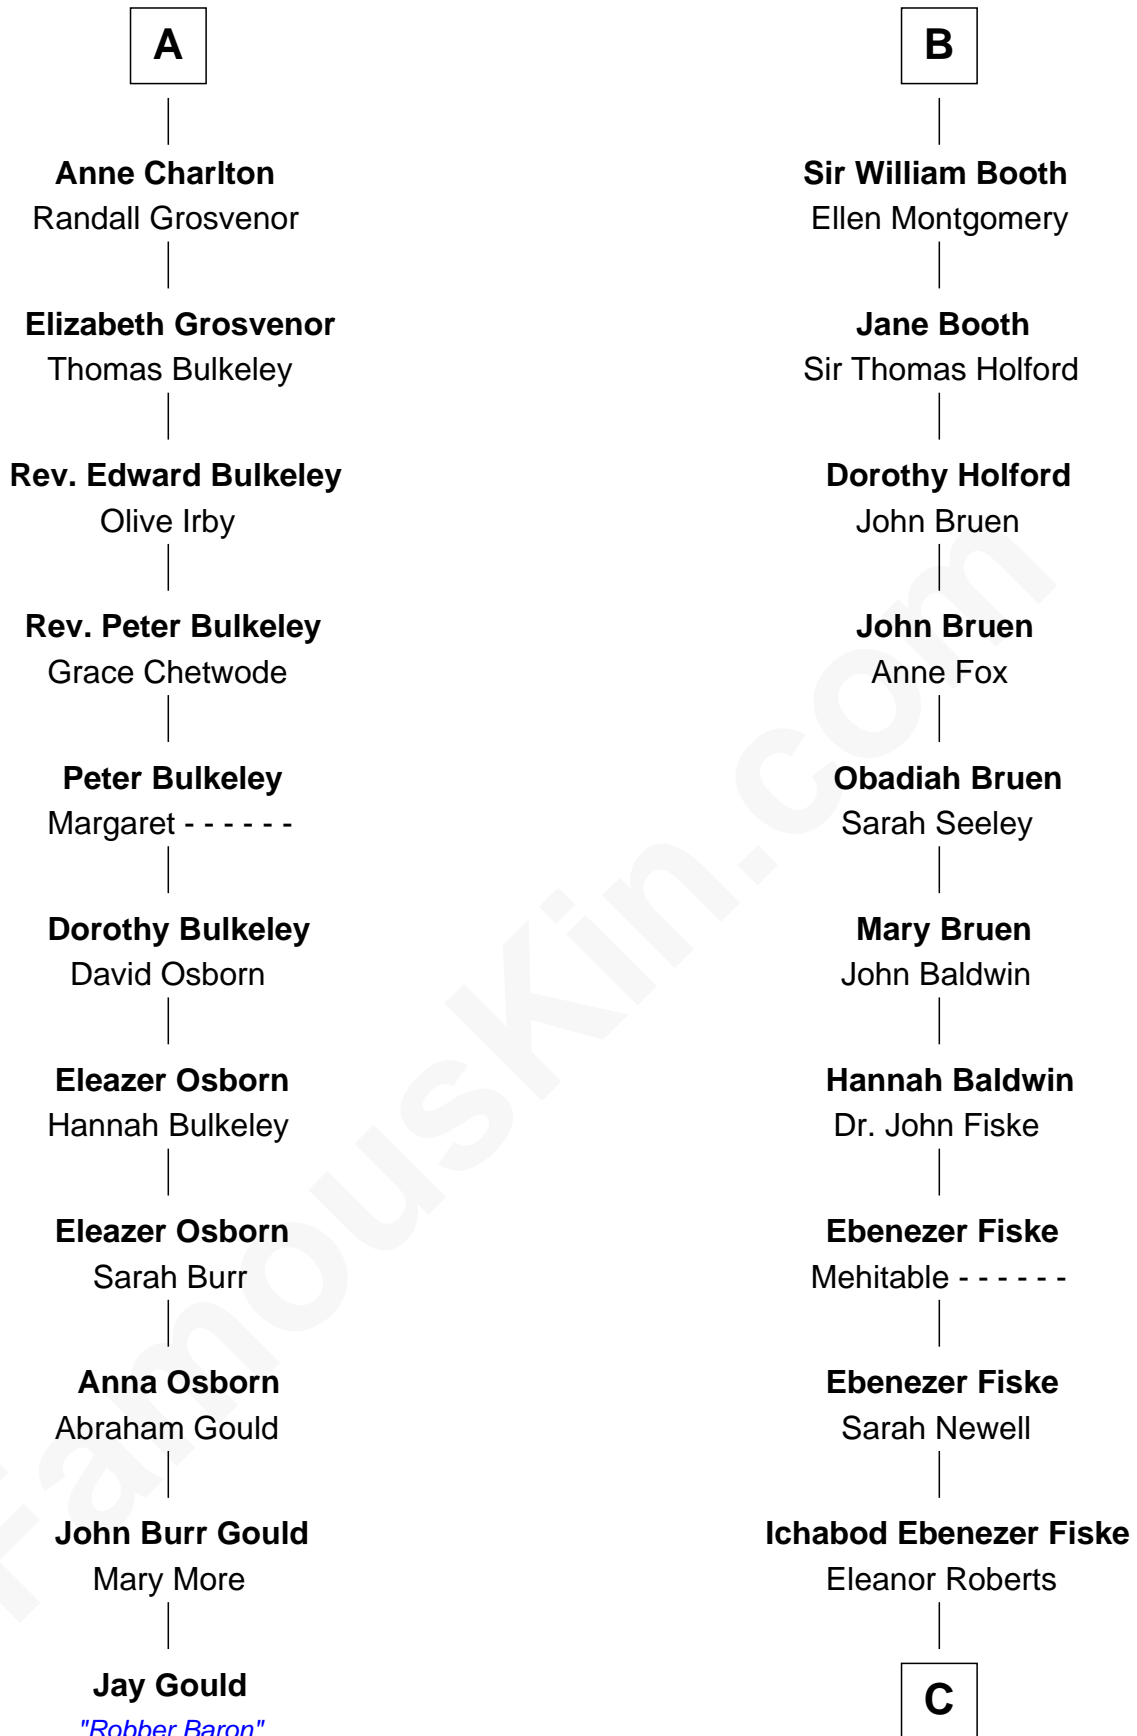 A
Anne Charlton
Randall Grosvenor
Elizabeth Grosvenor
Thomas Bulkeley
Rev. Edward Bulkeley
Olive Irby
Rev. Peter Bulkeley
Grace Chetwode
Peter Bulkeley
Margaret - - - - - -
Dorothy Bulkeley
David Osborn
Eleazer Osborn
Hannah Bulkeley
Eleazer Osborn
Sarah Burr
Anna Osborn
Abraham Gould
John Burr Gould
Mary More
Jay Gould
"Robber Baron"
B
Sir William Booth
Ellen Montgomery
Jane Booth
Sir Thomas Holford
Dorothy Holford
John Bruen
John Bruen
Anne Fox
Obadiah Bruen
Sarah Seeley
Mary Bruen
John Baldwin
Hannah Baldwin
Dr. John Fiske
Ebenezer Fiske
Mehitable - - - - - -
Ebenezer Fiske
Sarah Newell
Ichabod Ebenezer Fiske
Eleanor Roberts
C
FamousKin.com